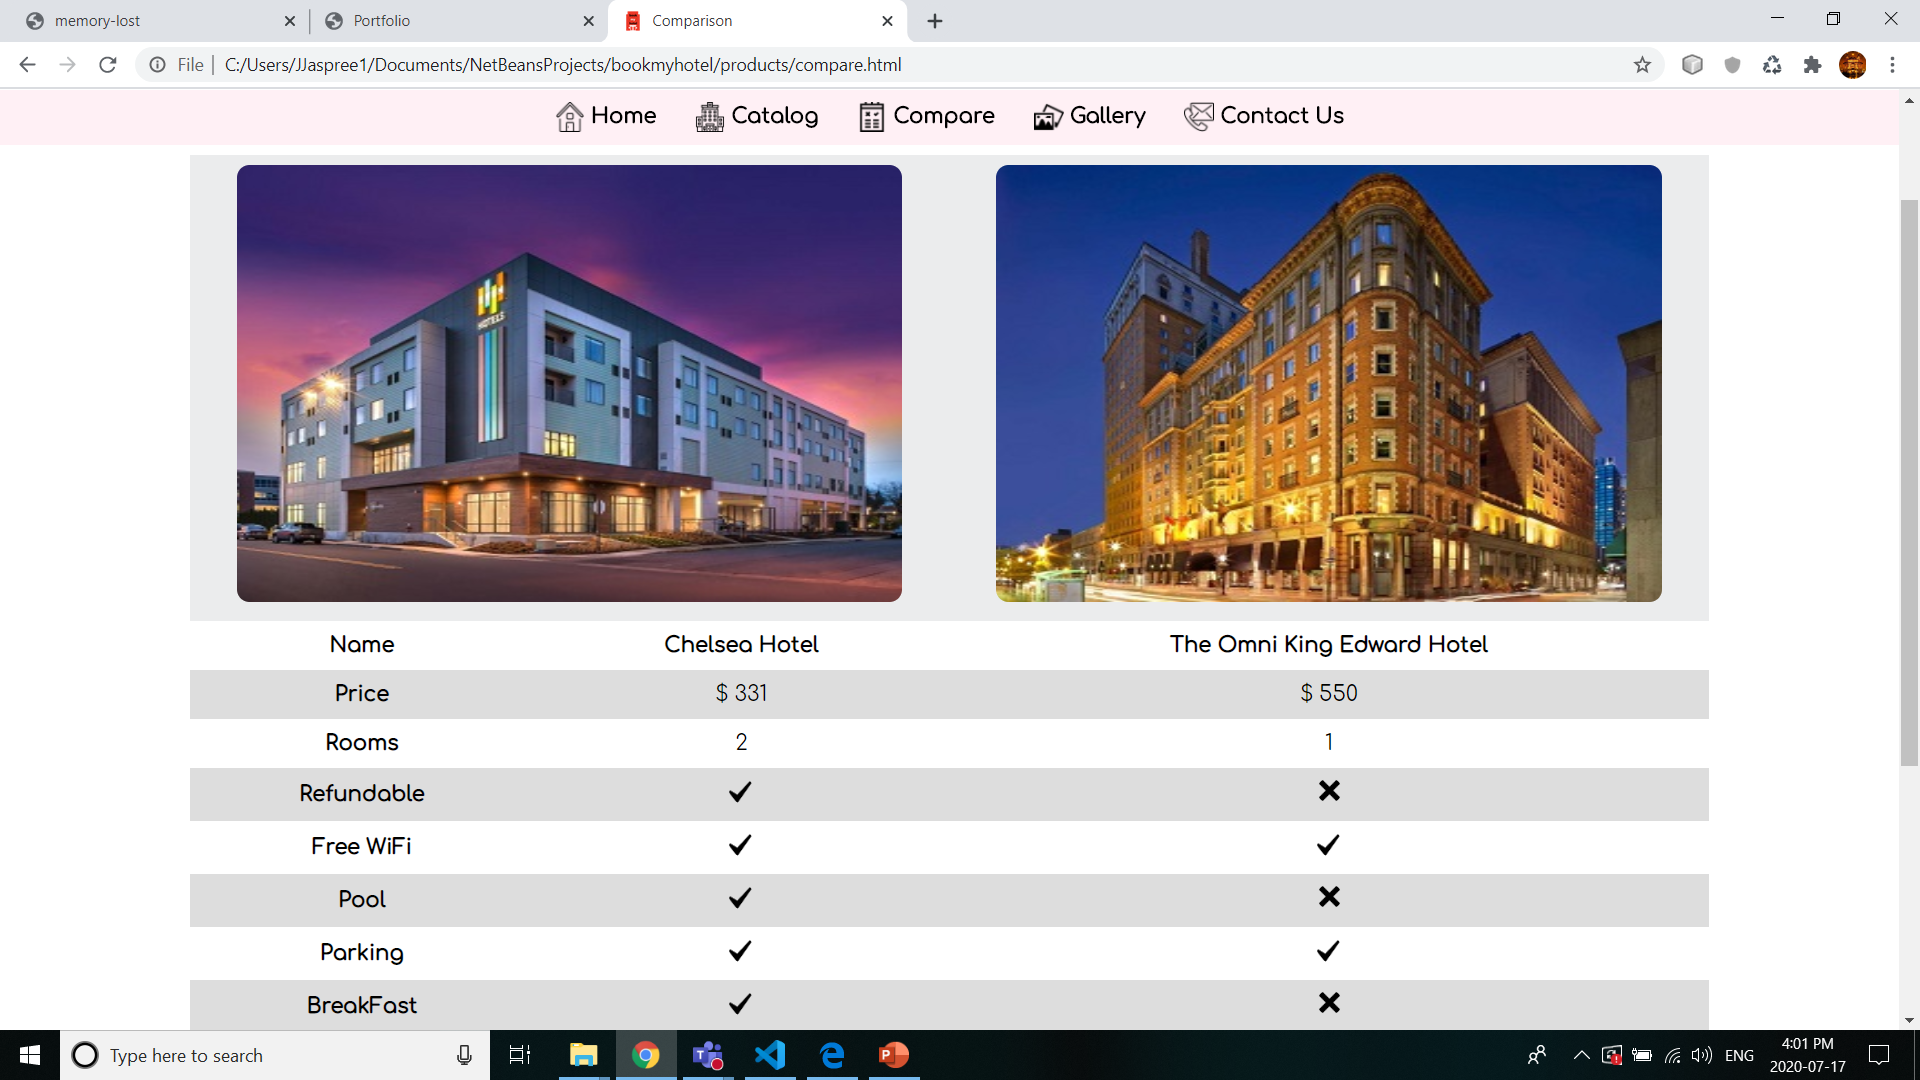 memory-lost
Portfolio
Comparison
File
C:/Users/JJaspree1/Documents/NetBeansProjects/bookmyhotel/products/compare.html
Home Catalog Compare Gallery Contact Us
HOTELS
Name Chelsea Hotel The Omni King Edward Hotel
Price $ 331 $ 550
Rooms 2 1
Refundable
Free WiFi
Pool
Parking
BreakFast
Type here to search
ENG
4:01 PM
2020-07-17